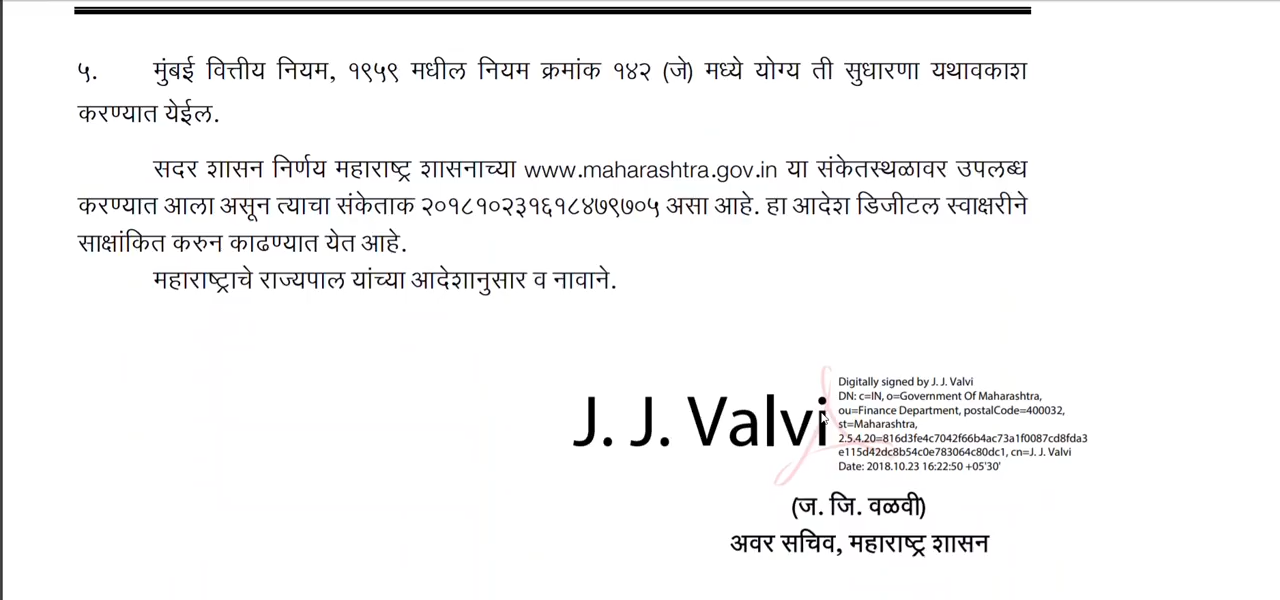 ५. मुंबई वित्तीय नियम, १९५९ मधील नियम क्रमांक १४२ (जे) मध्ये योग्य ती सुधारणा यथावकाश
करण्यात येईल.
सदर शासन निर्णय महाराष्ट्र शासनाच्या www.maharashtra.gov.in या संकेतस्थळावर उपलब्ध
करण्यात आला असून त्याचा संकेताक २०१८१०२३१६१८४७९७०५ असा आहे. हा आदेश डिजीटल स्वाक्षरीने
साक्षांकित करुन काढण्यात येत आहे.
महाराष्ट्राचे राज्यपाल यांच्या आदेशानुसार व नावाने.
J. J. Valvi
Digitally signed by J. J. Valvi
DN: c=IN, o=Government Of Maharashtra,
ou=Finance Department, postalCode=400032,
st=Maharashtra,
2.5.4.20=816d3fe4c7042f66b4ac73a1f0087cd8fda3
e115d42dc8b54c0e783064c80dc1, cn=J. J. Valvi
Date: 2018.10.23 16:22:50 +05'30'
(ज. जि. वळवी)
अवर सचिव, महाराष्ट्र शासन